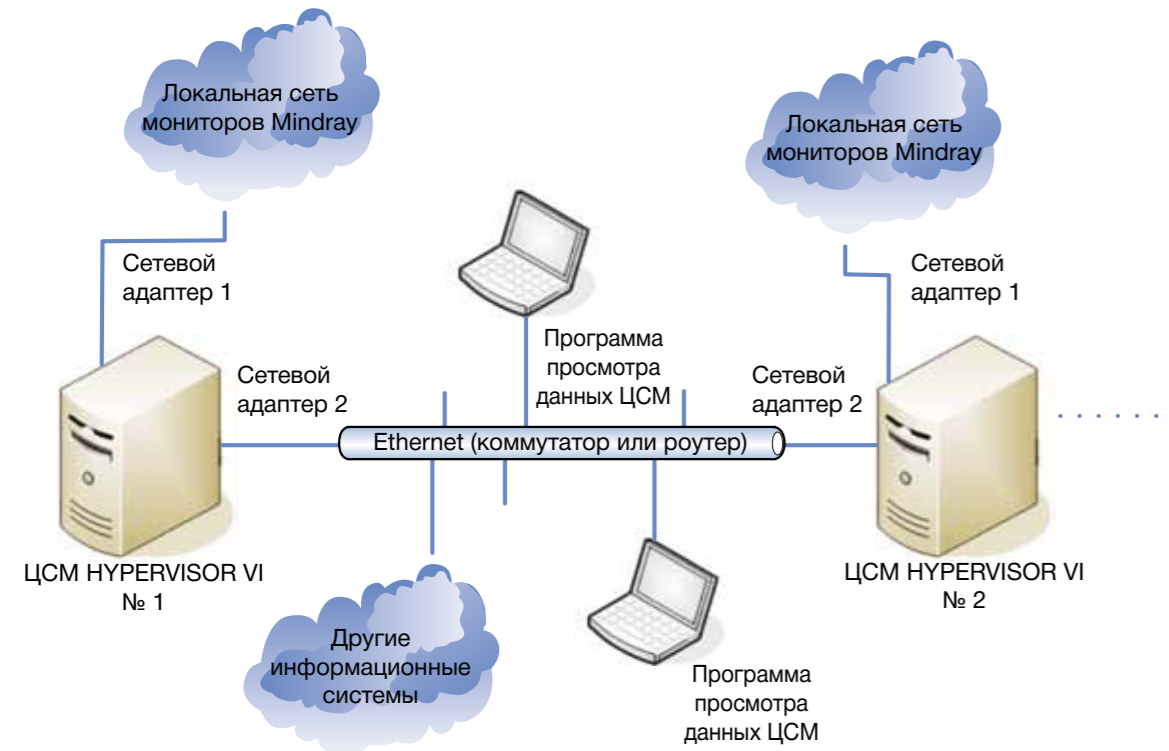 Локальная сеть
мониторов Mindray
Локальная сеть
мониторов Mindray
Сетевой
адаптер 1
Сетевой
адаптер 1
Программа
просмотра
данных ЦСМ
Сетевой
адаптер 2
Сетевой
адаптер 2
Ethernet (коммутатор или роутер)
ЦСМ HYPERVISOR VI
№ 1
ЦСМ HYPERVISOR VI
№ 2
Другие
информационные
системы
Программа
просмотра
данных ЦСМ